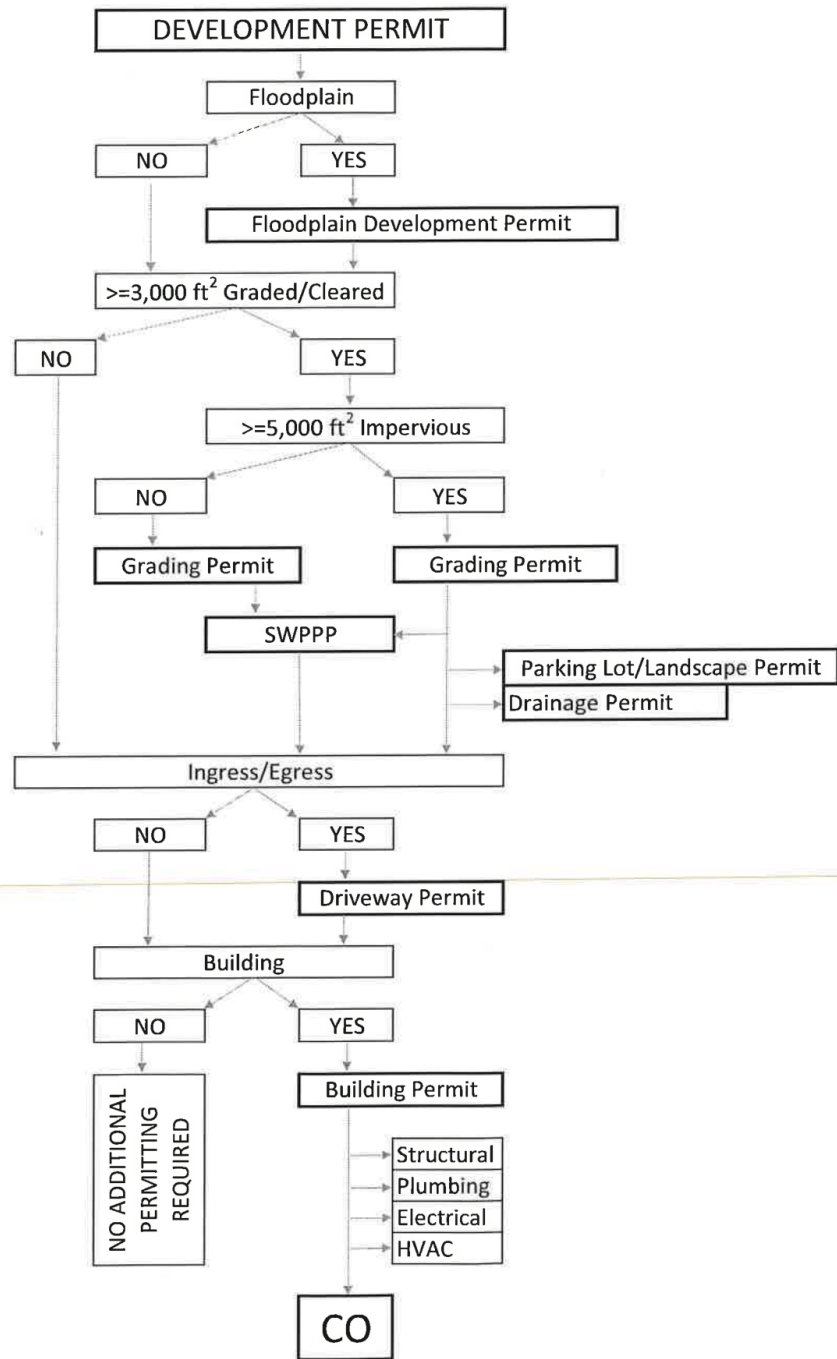 DEVELOPMENT PERMIT
Floodplain
NO
YES
Floodplain Development Permit
>=3,000 ft² Graded/Cleared
NO
YES
>=5,000 ft² Impervious
NO
YES
Grading Permit
Grading Permit
SWPPP
Parking Lot/Landscape Permit
Drainage Permit
Ingress/Egress
NO
YES
Driveway Permit
Building
NO
YES
NO ADDITIONAL
PERMITTING
REQUIRED
Building Permit
Structural
Plumbing
Electrical
HVAC
CO